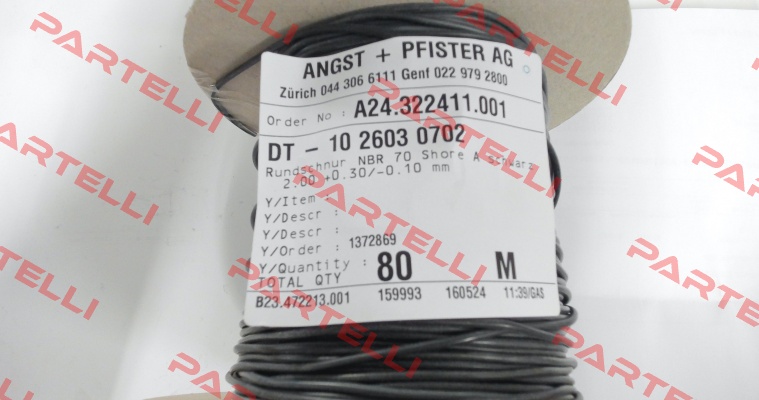 ANGST + PFISTER AG
Zürich 044 306 6111 Genf 022 979 2800
Order No : A24.322411.001
DT - 10 2603 0702
Rundschnur NBR 70 Shore A Schwarz
2.00 +0.30/-0.10 mm
Y/Item :
Y/Descr :
Y/Descr :
Y/Order : 1372869
Y/Quantity :
TOTAL QTY 80 M
B23.472213.001 159993 160524 11:39/GAS
PARTELLI
PARTELLI
PARTELLI
PARTELLI
PARTELLI
PARTELLI
PARTELLI
PARTELLI